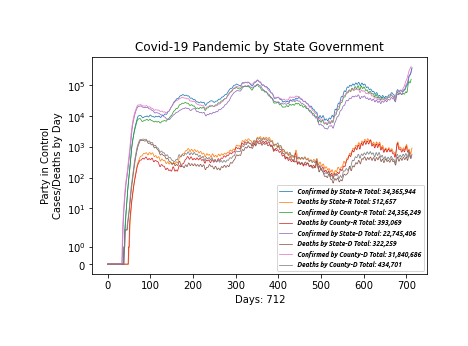 Covid-19 Pandemic by State Government
Party in Control
Cases/Deaths by Day
10⁵
10⁴
10³
10²
10¹
10⁰
0
Confirmed by State-R Total: 34,365,944
Deaths by State-R Total: 512,657
Confirmed by County-R Total: 24,356,249
Deaths by County-R Total: 393,069
Confirmed by State-D Total: 22,745,406
Deaths by State-D Total: 322,259
Confirmed by County-D Total: 31,840,686
Deaths by County-D Total: 434,701
0 100 200 300 400 500 600 700
Days: 712